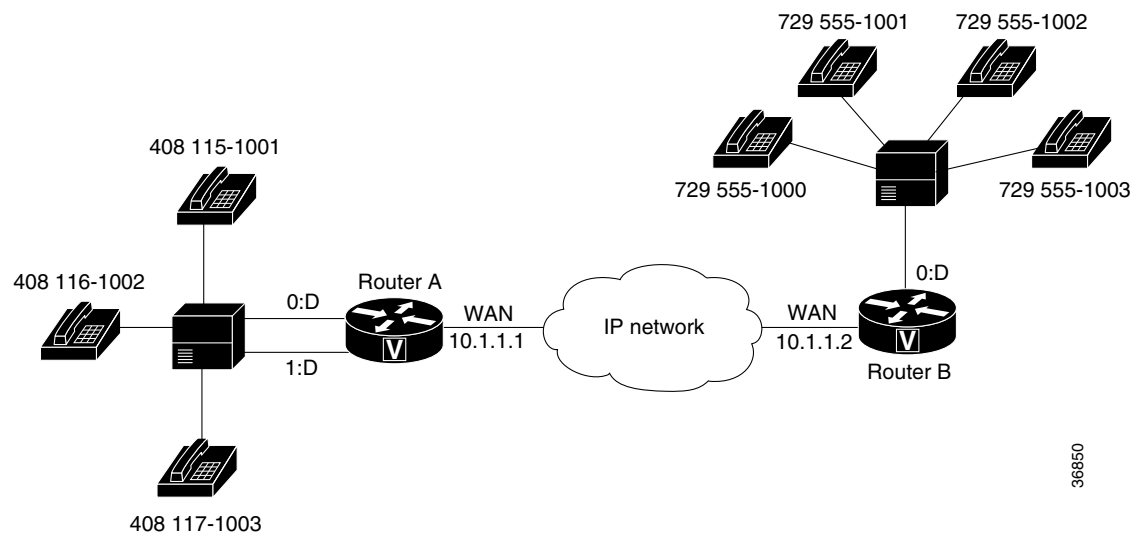 729 555-1001
729 555-1002
408 115-1001
729 555-1000
729 555-1003
408 116-1002
Router A
0:D
0:D
WAN
IP network
WAN
10.1.1.1
10.1.1.2
1:D
V
V
Router B
408 117-1003
36850